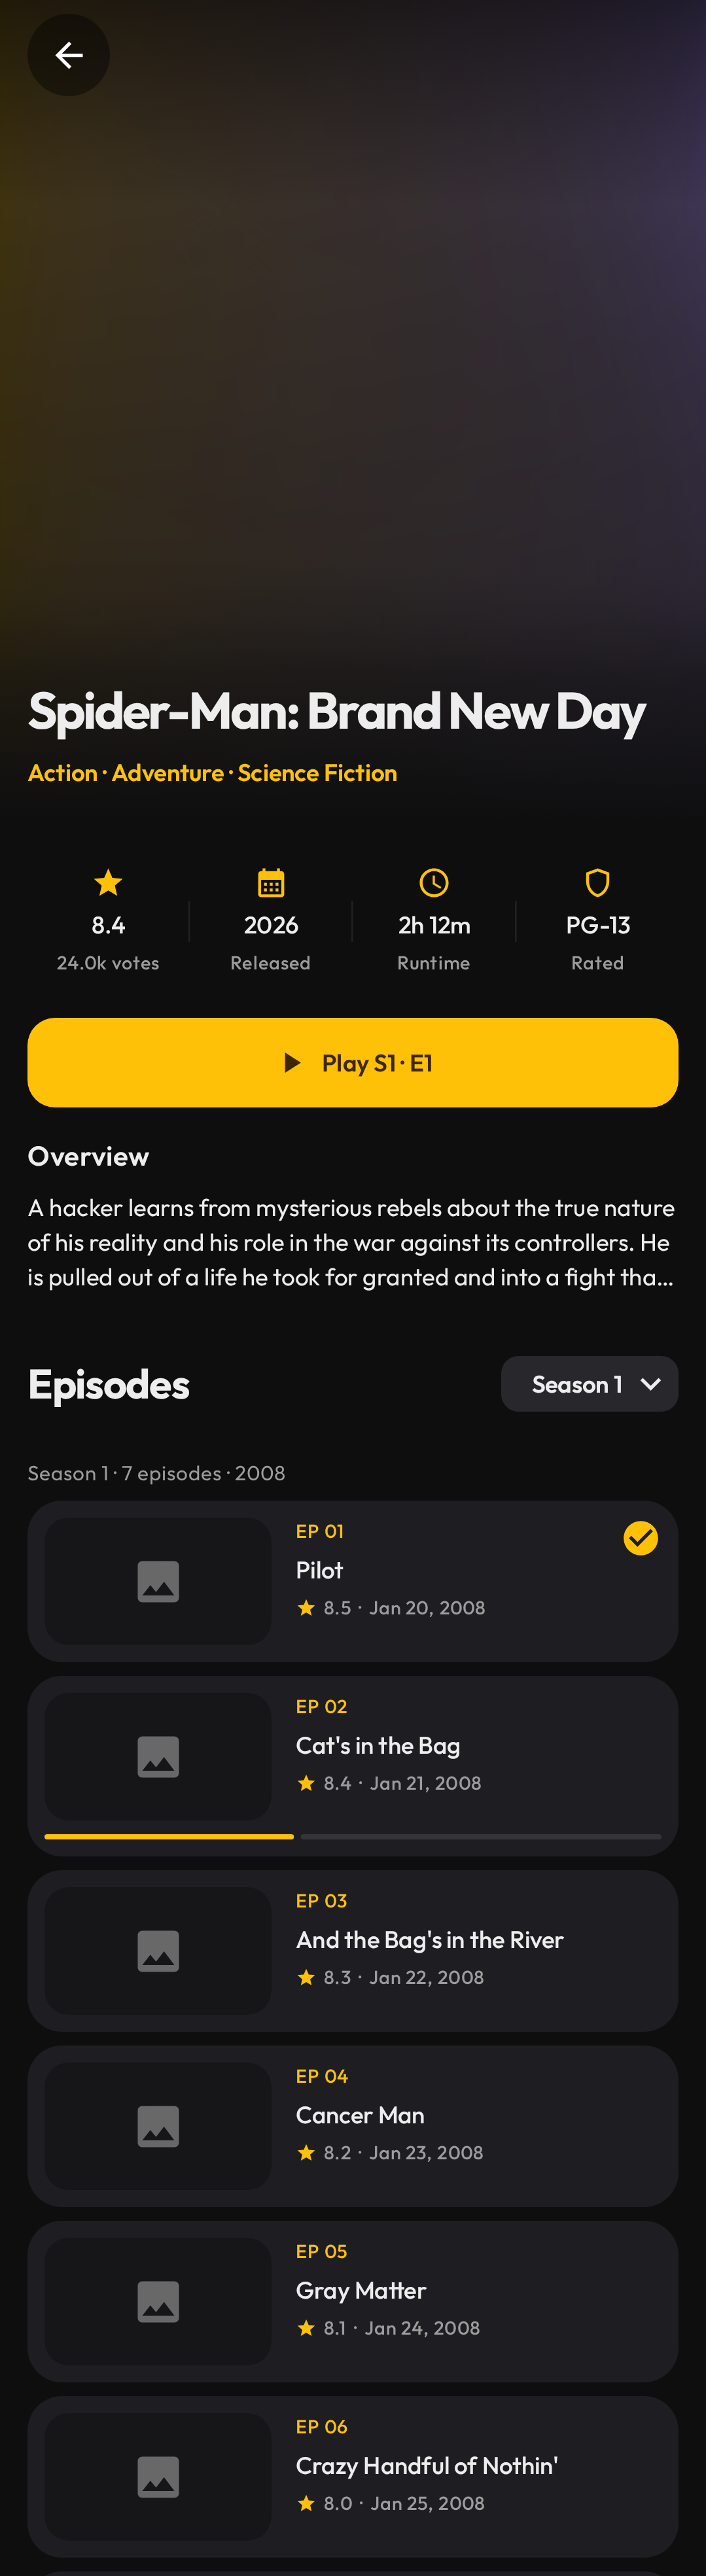 Spider-Man: Brand New Day
Action · Adventure · Science Fiction
8.4
2026
2h 12m
PG-13
24.0k votes
Released
Runtime
Rated
Play S1 · E1
Overview
A hacker learns from mysterious rebels about the true nature
of his reality and his role in the war against its controllers. He
is pulled out of a life he took for granted and into a fight tha...
Episodes
Season 1
Season 1 · 7 episodes · 2008
EP 01
Pilot
8.5 · Jan 20, 2008
EP 02
Cat's in the Bag
8.4 · Jan 21, 2008
EP 03
And the Bag's in the River
8.3 · Jan 22, 2008
EP 04
Cancer Man
8.2 · Jan 23, 2008
EP 05
Gray Matter
8.1 · Jan 24, 2008
EP 06
Crazy Handful of Nothin'
8.0 · Jan 25, 2008